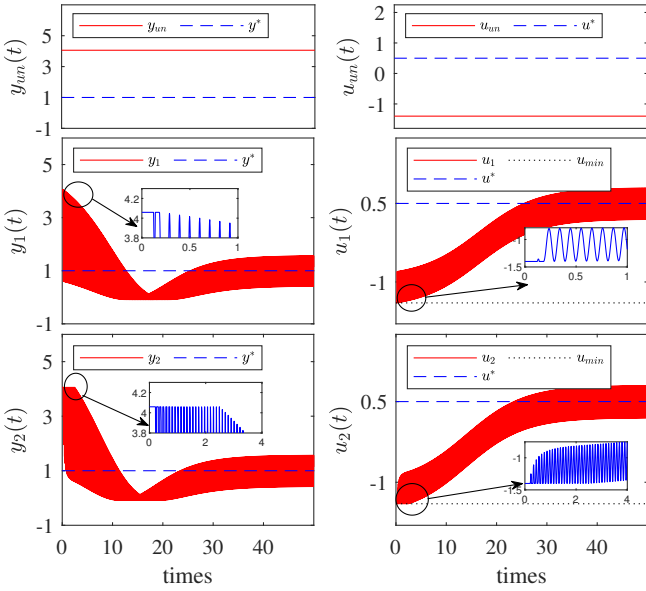 y_un y*
y_un(t)
5
3
1
-1
u_un u*
u_un(t)
2
1
0
-1
y_1 y*
y_1(t)
5
3
1
-1
4.2
4
3.8
0 0.5 1
u_1 u_min
u*
u_1(t)
0.5
-1
-1
-1.5
0 0.5 1
y_2 y*
y_2(t)
5
3
1
-1
4.2
4
3.8
0 2 4
0 20 40
times
u_2 u_min
u*
u_2(t)
0.5
-1
-1
-1.5
0 2 4
0 10 20 30 40
times